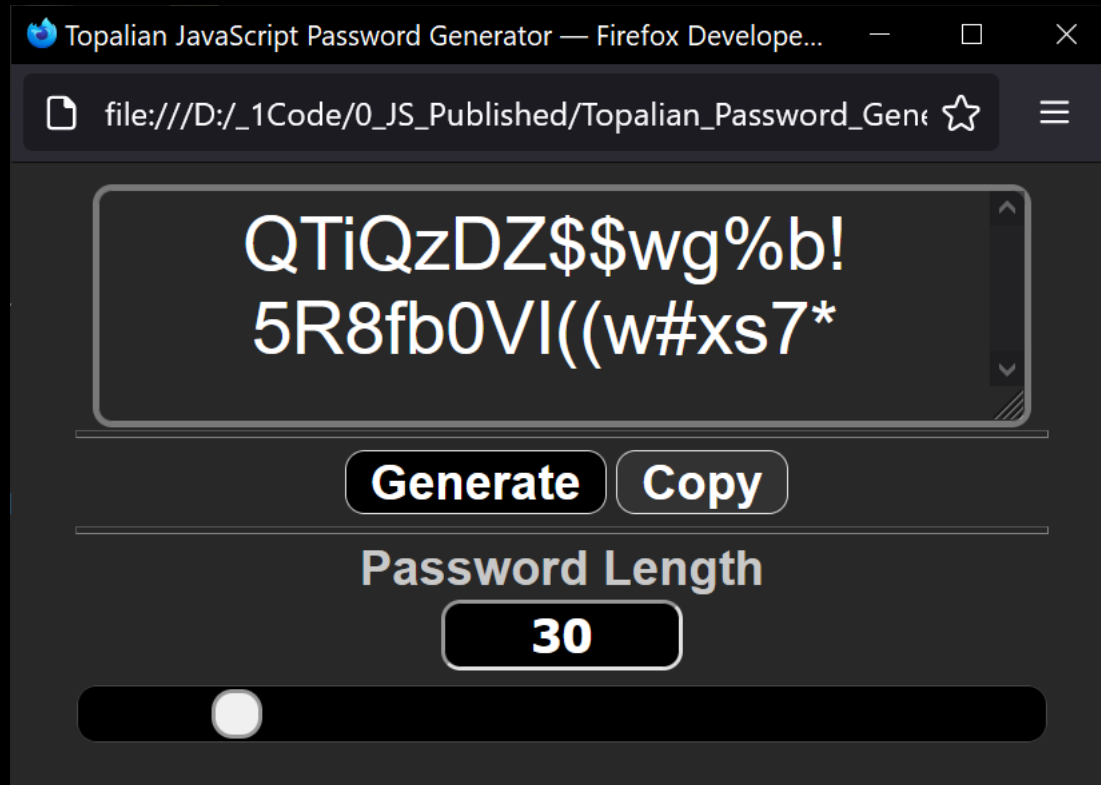 Topalian JavaScript Password Generator — Firefox Develope...
file:///D:/_1Code/0_JS_Published/Topalian_Password_Gene
QTiQzDZ$$wg%b!
5R8fb0VI((w#xs7*
Generate Copy
Password Length
30